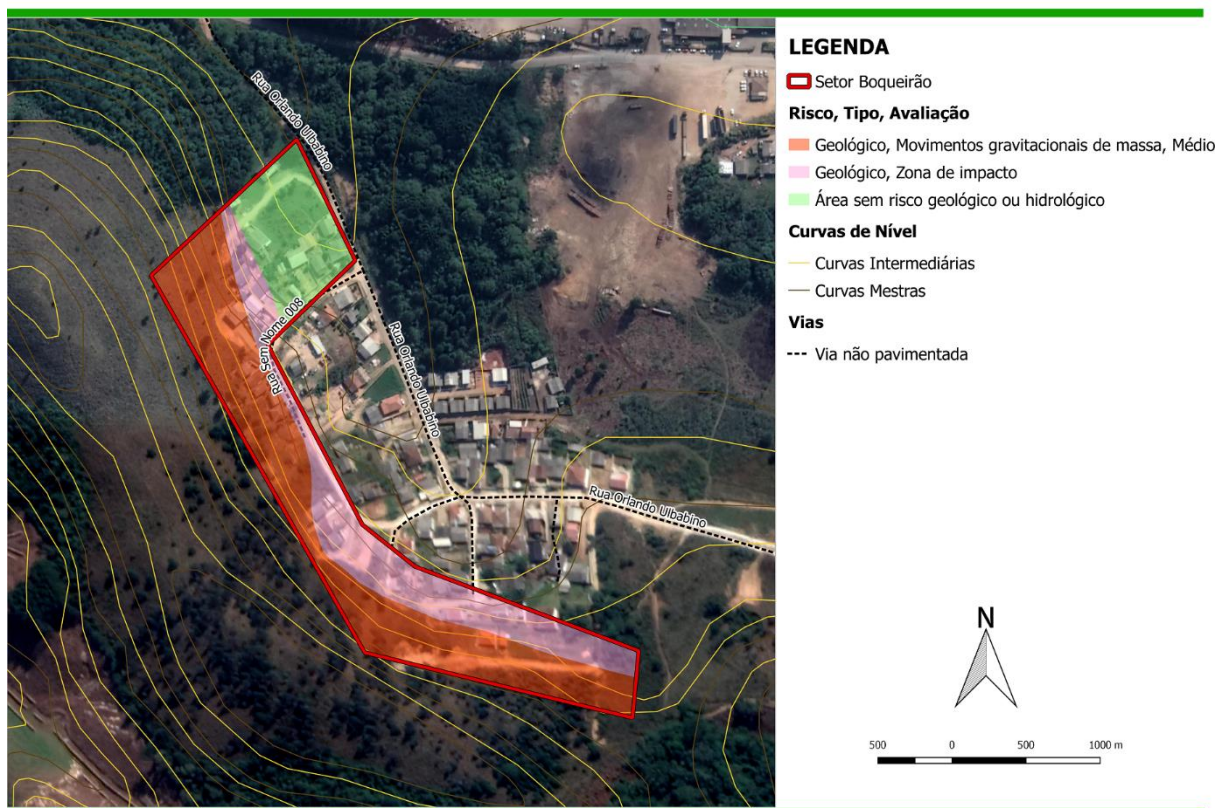 Rua Orlando Ulbabino
Rua Sem Nome 008
Rua Orlando Ulbabino
Rua Orlando Ulbabino
LEGENDA
Setor Boqueirão
Risco, Tipo, Avaliação
Geológico, Movimentos gravitacionais de massa, Médio
Geológico, Zona de impacto
Área sem risco geológico ou hidrológico
Curvas de Nível
Curvas Intermediárias
Curvas Mestras
Vias
Via não pavimentada
N
500 0 500 1000 m